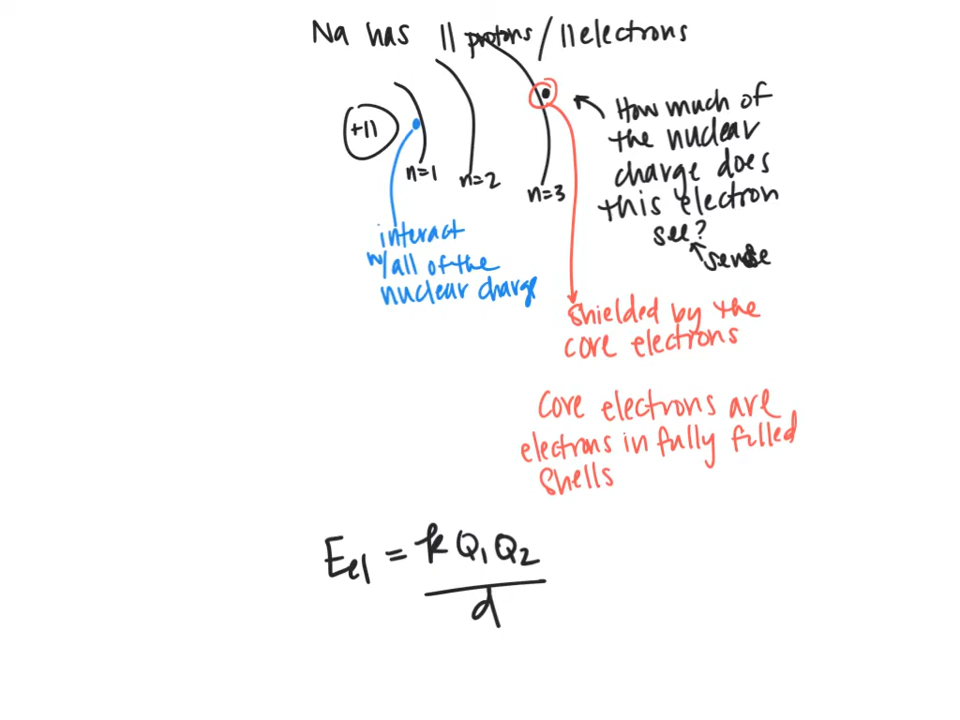 Na has 11 protons / 11 electrons
+11
n=1
n=2
n=3
How much of
the nuclear
charge does
this electron
see?
sense
interact
w/all of the
nuclear charge
shielded by the
core electrons
Core electrons are
electrons in fully filled
shells
Eel = k Q1 Q2
d